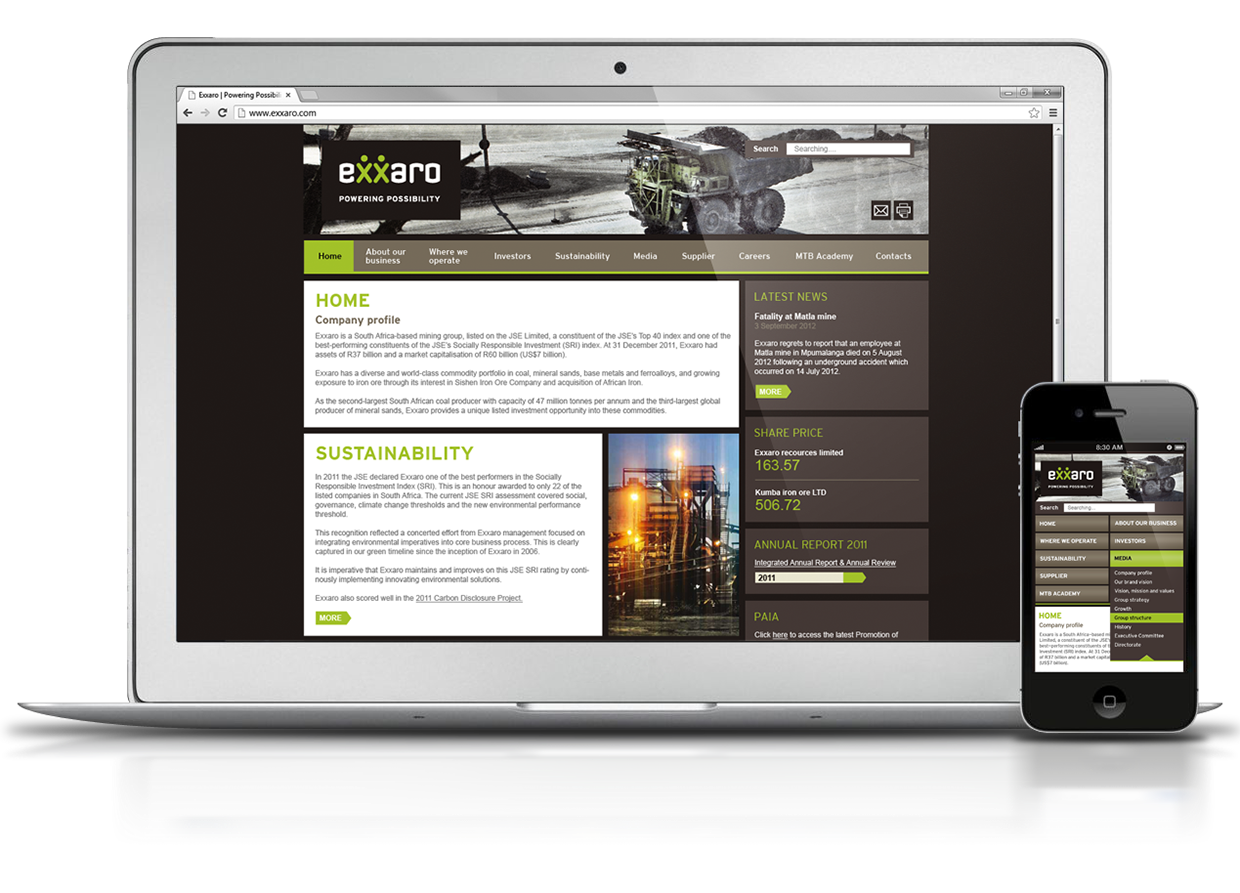 Exxaro | Powering Possibili
www.exxaro.com
exxaro
POWERING POSSIBILITY
Search Searching....
Home
About our
business
Where we
operate
Investors
Sustainability
Media
Supplier
Careers
MTB Academy
Contacts
HOME
Company profile
Exxaro is a South Africa-based mining group, listed on the JSE Limited, a constituent of the JSE's Top 40 index and one of the
best-performing constituents of the JSE's Socially Responsible Investment (SRI) index. At 31 December 2011, Exxaro had
assets of R37 billion and a market capitalisation of R60 billion (US$7 billion).
Exxaro has a diverse and world-class commodity portfolio in coal, mineral sands, base metals and ferroalloys, and growing
exposure to iron ore through its interest in Sishen Iron Ore Company and acquisition of African Iron.
As the second-largest South African coal producer with capacity of 47 million tonnes per annum and the third-largest global
producer of mineral sands, Exxaro provides a unique listed investment opportunity into these commodities.
SUSTAINABILITY
In 2011 the JSE declared Exxaro one of the best performers in the Socially
Responsible Investment Index (SRI). This is an honour awarded to only 22 of the
listed companies in South Africa. The current JSE SRI assessment covered social,
governance, climate change thresholds and the new environmental performance
threshold.
This recognition reflected a concerted effort from Exxaro management focused on
integrating environmental imperatives into core business process. This is clearly
captured in our green timeline since the inception of Exxaro in 2006.
It is imperative that Exxaro maintains and improves on this JSE SRI rating by conti-
nously implementing innovating environmental solutions.
Exxaro also scored well in the 2011 Carbon Disclosure Project.
MORE
LATEST NEWS
Fatality at Matla mine
3 September 2012
Exxaro regrets to report that an employee at
Matla mine in Mpumalanga died on 5 August
2012 following an underground accident which
occurred on 14 July 2012.
MORE
SHARE PRICE
Exxaro recources limited
163.57
Kumba iron ore LTD
506.72
ANNUAL REPORT 2011
Integrated Annual Report & Annual Review
2011
PAIA
Click here to access the latest Promotion of
8:30 AM
exxaro
POWERING POSSIBILITY
Search Searching....
HOME
ABOUT OUR BUSINESS
WHERE WE OPERATE
INVESTORS
SUSTAINABILITY
MEDIA
SUPPLIER
MTB ACADEMY
Company profile
Our brand vision
Vision, mission and values
Group strategy
Growth
Group structure
History
Executive Committee
Directorate
HOME
Company profile
Exxaro is a South Africa-based min
Limited, a constituent of the JSE's
best-performing constituents of t
Investment (SRI) index. At 31 Dec
of R37 billion and a market capita
(US$7 billion).